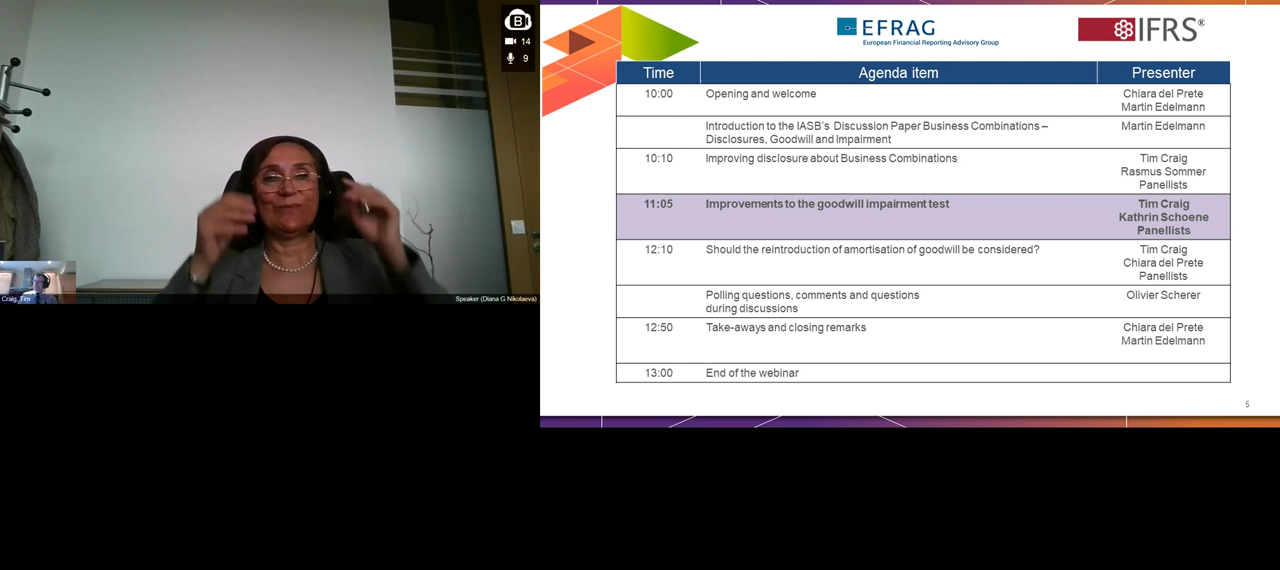 B
14
9
Craig, Tim
Speaker (Diana G Nikolaeva)
EFRAG
European Financial Reporting Advisory Group
IFRS®
Time Agenda item Presenter
10:00 Opening and welcome Chiara del Prete
Martin Edelmann
Introduction to the IASB's Discussion Paper Business Combinations – Martin Edelmann
Disclosures, Goodwill and Impairment
10:10 Improving disclosure about Business Combinations Tim Craig
Rasmus Sommer
Panellists
11:05 Improvements to the goodwill impairment test Tim Craig
Kathrin Schoene
Panellists
12:10 Should the reintroduction of amortisation of goodwill be considered? Tim Craig
Chiara del Prete
Panellists
Polling questions, comments and questions Olivier Scherer
during discussions
12:50 Take-aways and closing remarks Chiara del Prete
Martin Edelmann
13:00 End of the webinar
5